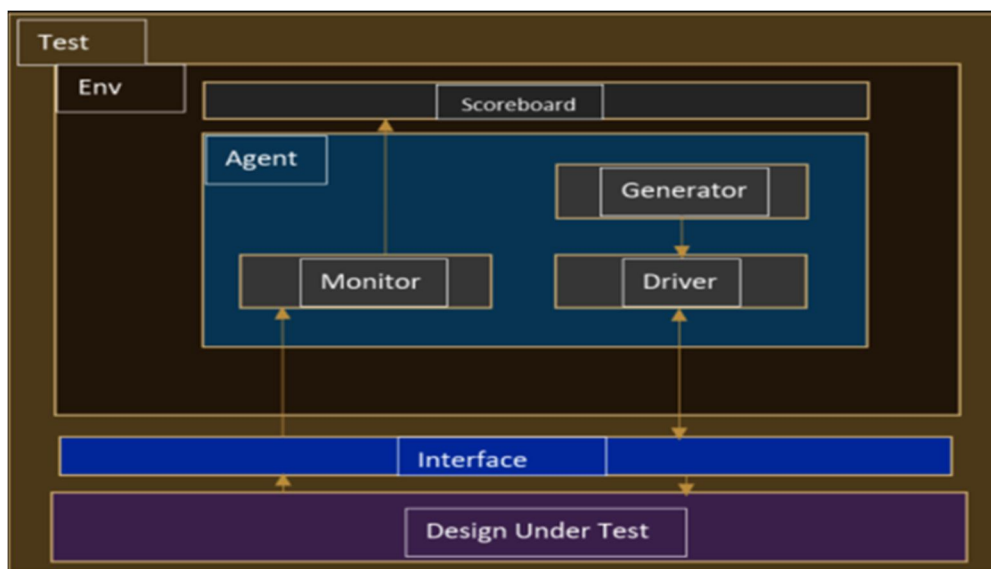 Test
Env
Scoreboard
Agent
Generator
Monitor
Driver
Interface
Design Under Test